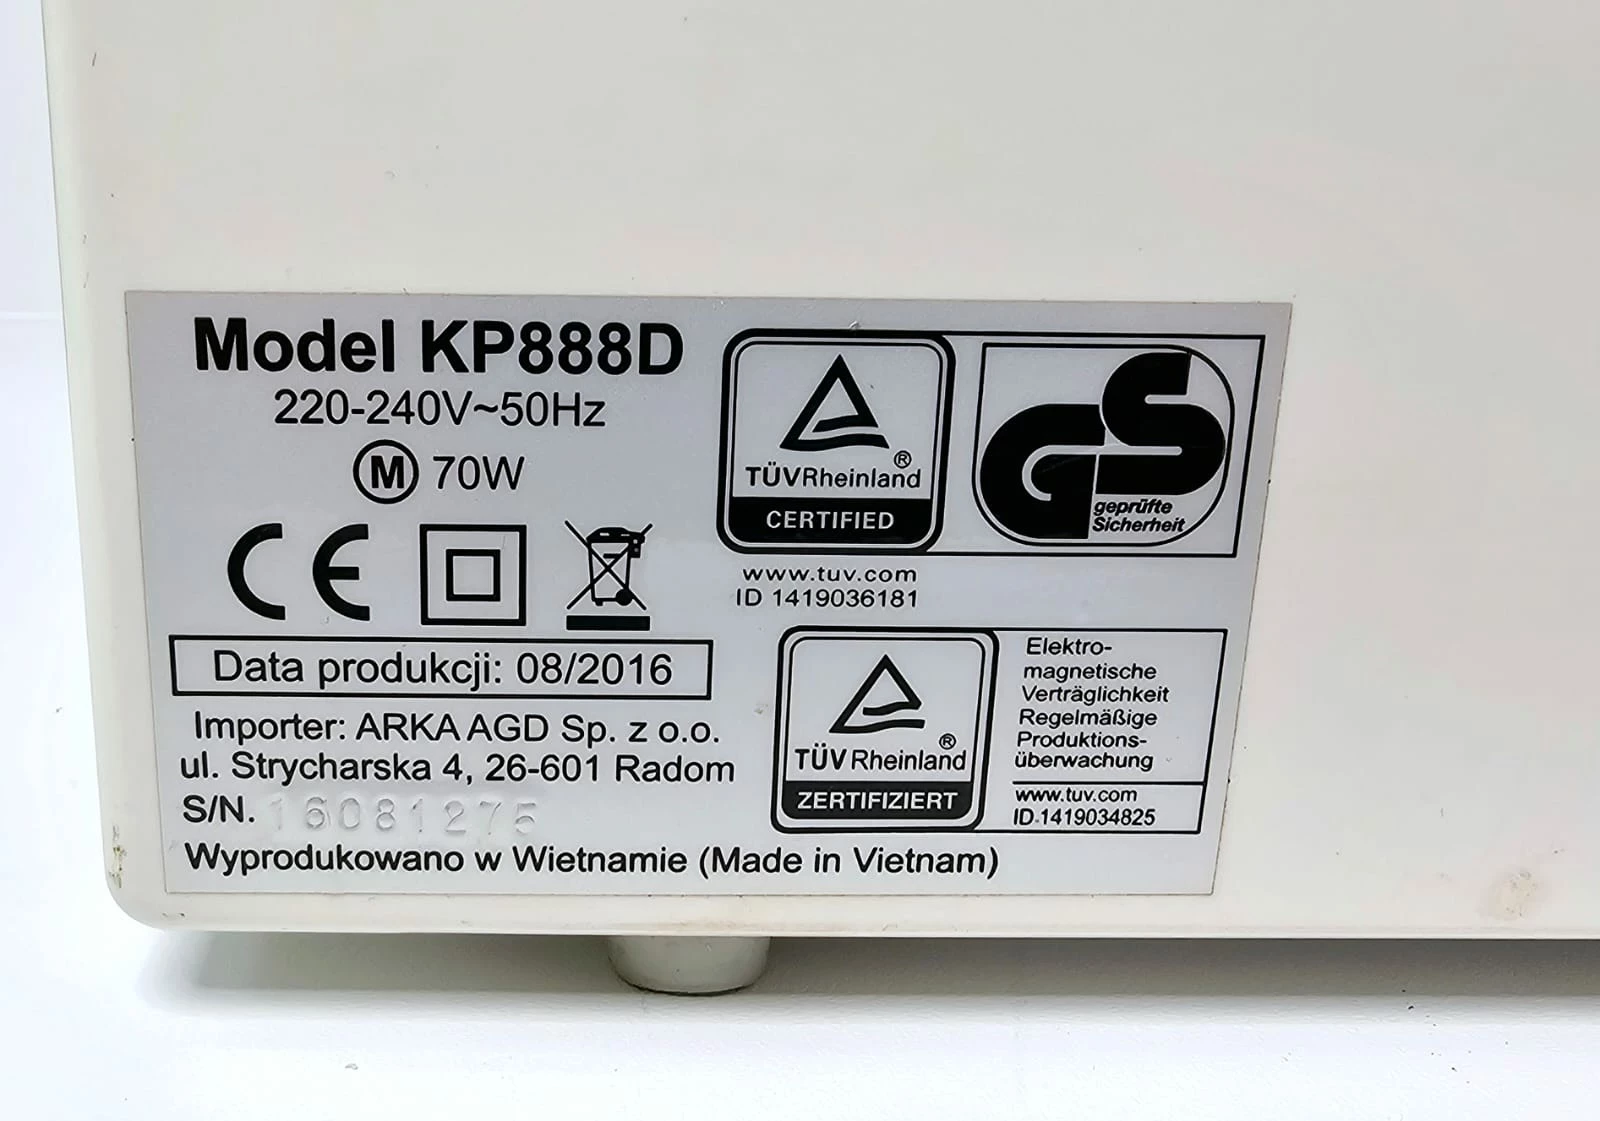 Model KP888D
220-240V~50Hz
M 70W
CE
Data produkcji: 08/2016
Importer: ARKA AGD Sp. z o.o.
ul. Strycharska 4, 26-601 Radom
S/N. 16081275
Wyprodukowano w Wietnamie (Made in Vietnam)
TÜVRheinland®
CERTIFIED
GS
geprüfte
Sicherheit
www.tuv.com
ID 1419036181
TÜVRheinland®
ZERTIFIZIERT
Elektro-
magnetische
Verträglichkeit
Regelmäßige
Produktions-
überwachung
www.tuv.com
ID.1419034825